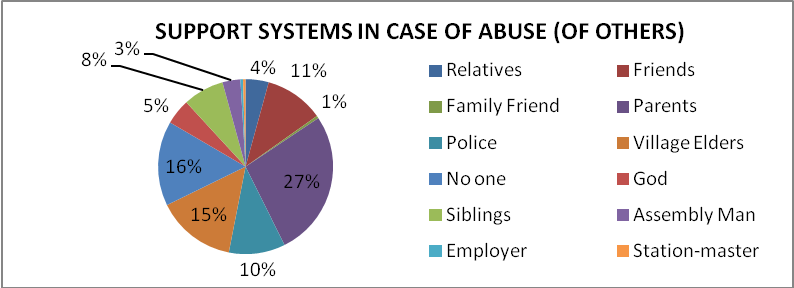 SUPPORT SYSTEMS IN CASE OF ABUSE (OF OTHERS)
3%
8%
4%
11%
1%
5%
16%
27%
15%
10%
Relatives
Friends
Family Friend
Parents
Police
Village Elders
No one
God
Siblings
Assembly Man
Employer
Station-master